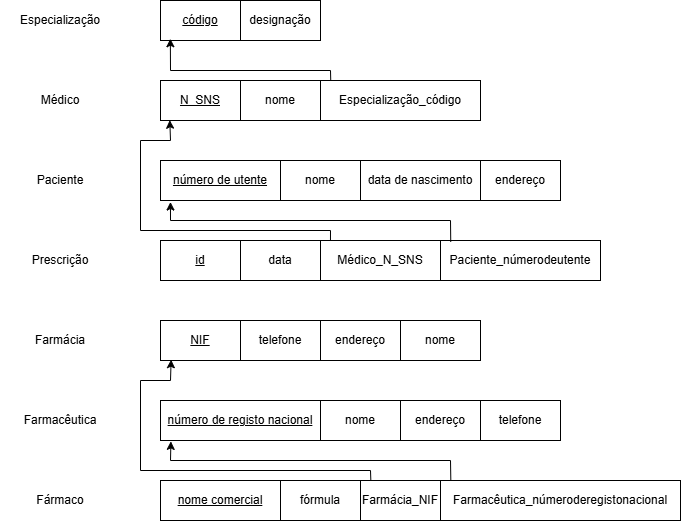 Especialização código designação
Médico N_SNS nome Especialização_código
Paciente número de utente nome data de nascimento endereço
Prescrição id data Médico_N_SNS Paciente_númerodeutente
Farmácia NIF telefone endereço nome
Farmacêutica número de registo nacional nome endereço telefone
Fármaco nome comercial fórmula Farmácia_NIF Farmacêutica_númeroderegistonacional